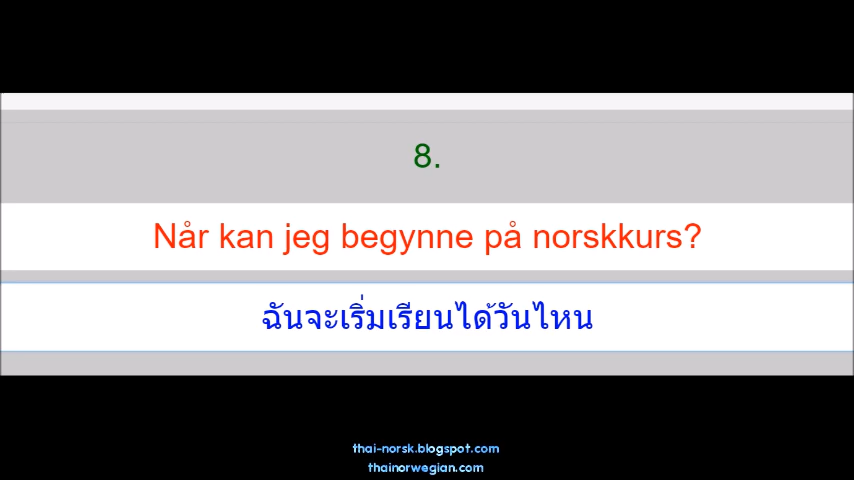 8.
Når kan jeg begynne på norskkurs?
ฉันจะเริ่มเรียนได้วันไหน
thai-norsk.blogspot.com
thainorwegian.com